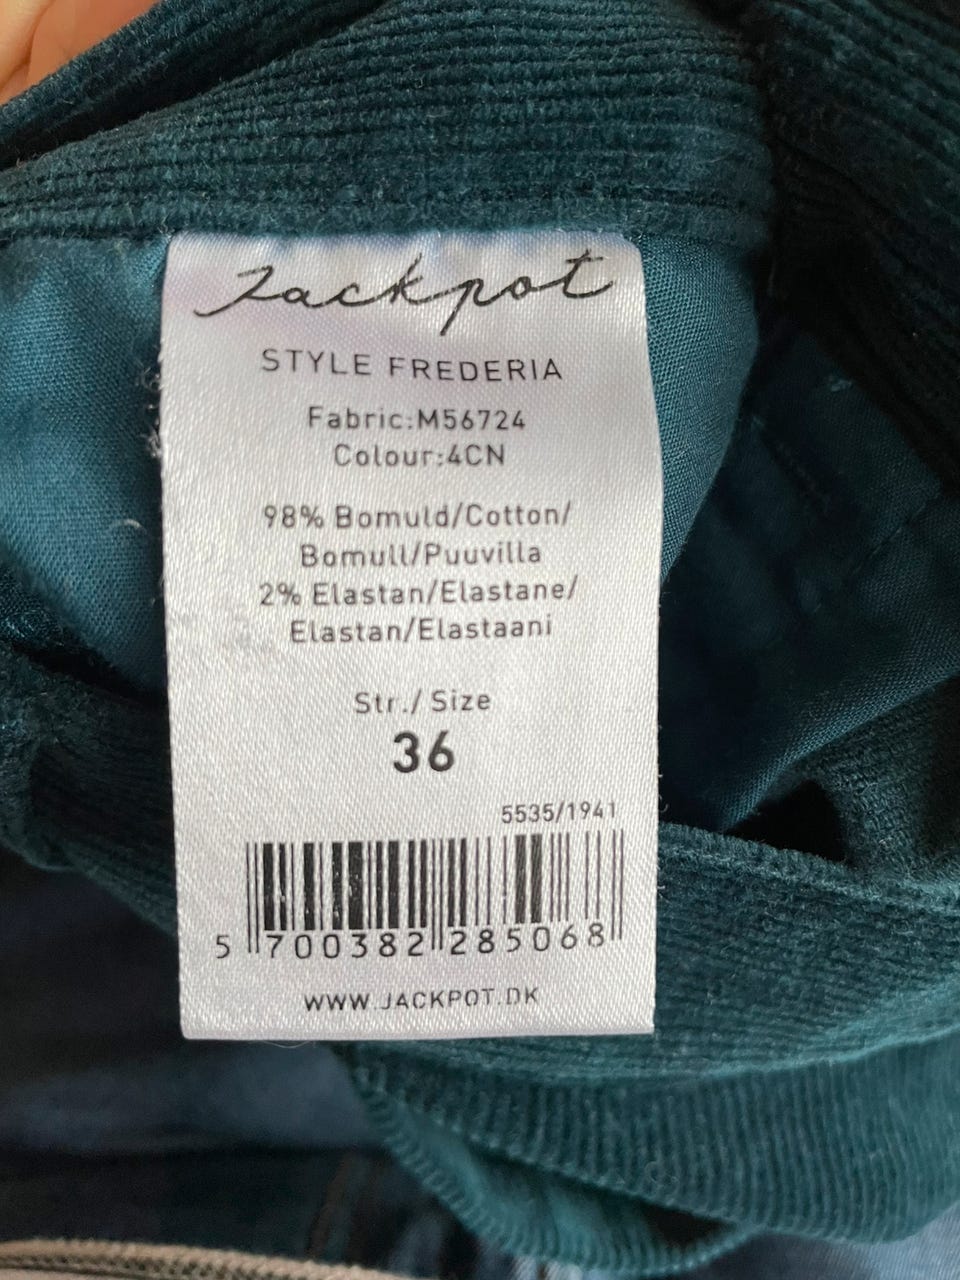 Jackpot
STYLE FREDERIA
Fabric:M56724
Colour:4CN
98% Bomuld/Cotton/
Bomull/Puuvilla
2% Elastan/Elastane/
Elastan/Elastaani
Str./ Size
36
5535/1941
5 700382 285068
WWW.JACKPOT.DK